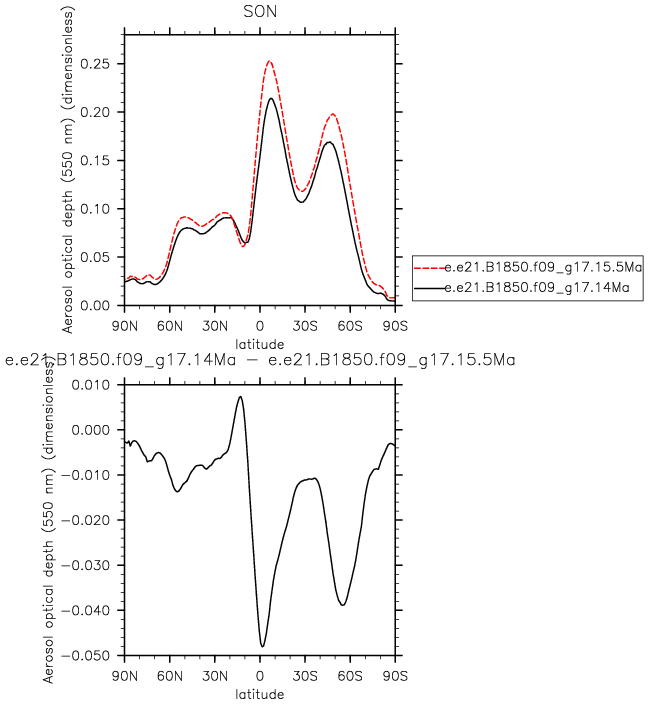 SON
Aerosol optical depth (550 nm) (dimensionless)
0.25
0.20
0.15
0.10
0.05
0.00
90N 60N 30N 0 30S 60S 90S
latitude
e.e21.B1850.f09_g17.15.5Ma
e.e21.B1850.f09_g17.14Ma
e.e21.B1850.f09_g17.14Ma − e.e21.B1850.f09_g17.15.5Ma
Aerosol optical depth (550 nm) (dimensionless)
0.010
0.000
−0.010
−0.020
−0.030
−0.040
−0.050
90N 60N 30N 0 30S 60S 90S
latitude